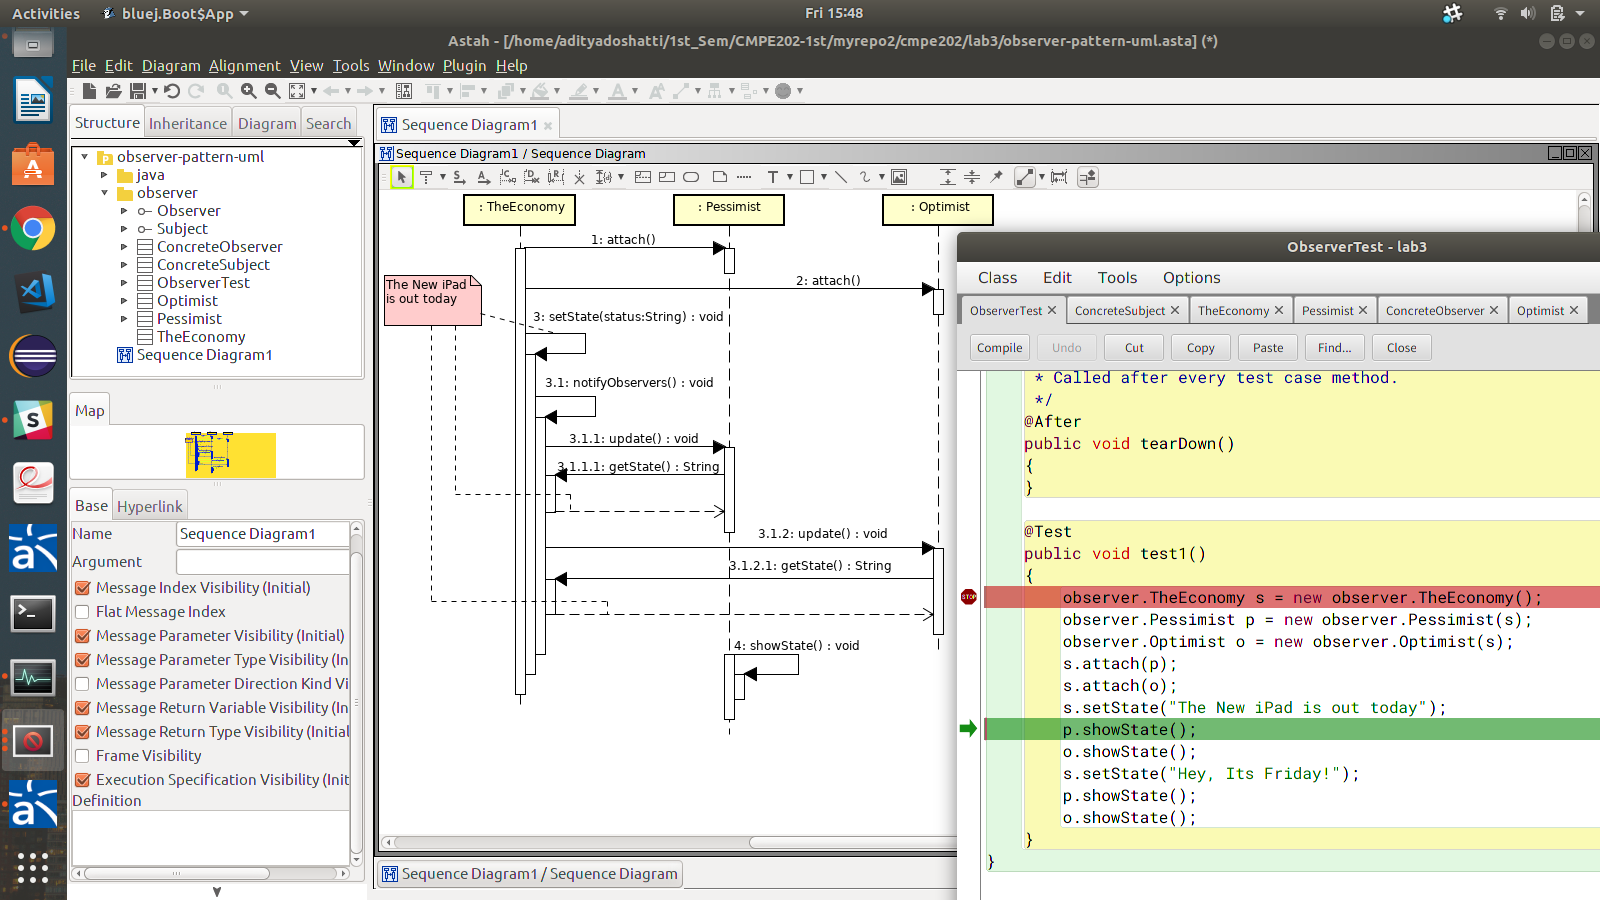 Activities bluej.Boot$App Fri 15:48
Astah - [/home/adityadoshatti/1st_Sem/CMPE202-1st/myrepo2/cmpe202/lab3/observer-pattern-uml.asta] (*)
File Edit Diagram Alignment View Tools Window Plugin Help
Structure Inheritance Diagram Search
observer-pattern-uml
java
observer
Observer
Subject
ConcreteObserver
ConcreteSubject
ObserverTest
Optimist
Pessimist
TheEconomy
Sequence Diagram1
Map
Base Hyperlink
Name Sequence Diagram1
Argument
Message Index Visibility (Initial)
Flat Message Index
Message Parameter Visibility (Initial)
Message Parameter Type Visibility (In
Message Parameter Direction Kind Vi
Message Return Variable Visibility (In
Message Return Type Visibility (Initial
Frame Visibility
Execution Specification Visibility (Init
Definition
Sequence Diagram1
Sequence Diagram1 / Sequence Diagram
: TheEconomy
: Pessimist
: Optimist
1: attach()
2: attach()
The New iPad
is out today
3: setState(status:String) : void
3.1: notifyObservers() : void
3.1.1: update() : void
3.1.1.1: getState() : String
3.1.2: update() : void
3.1.2.1: getState() : String
4: showState() : void
Sequence Diagram1 / Sequence Diagram
ObserverTest - lab3
Class Edit Tools Options
ObserverTest ConcreteSubject TheEconomy Pessimist ConcreteObserver Optimist
Compile Undo Cut Copy Paste Find... Close
* Called after every test case method.
*/
@After
public void tearDown()
{
}
@Test
public void test1()
{
STOP
observer.TheEconomy s = new observer.TheEconomy();
observer.Pessimist p = new observer.Pessimist(s);
observer.Optimist o = new observer.Optimist(s);
s.attach(p);
s.attach(o);
s.setState("The New iPad is out today");
p.showState();
o.showState();
s.setState("Hey, Its Friday!");
p.showState();
o.showState();
}
}